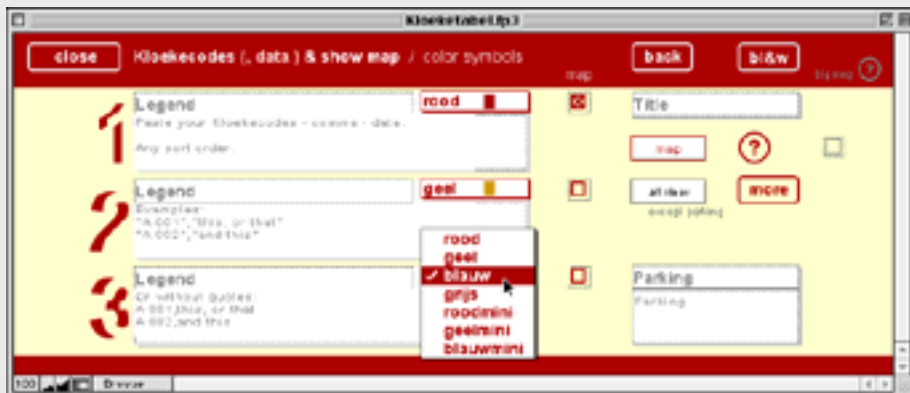 Kloeketabel.fp3
close Kloekecodes (, data ) & show map / color symbols back bl&w
map
?
1 Legend rood Title
Paste your Kloekecodes - comma - data.
Any sort order.
map ?
2 Legend geel all clear more
Examples: except parking
"A 001","this, or that"
"A 002","and this"
rood
geel
✓ blauw
grijs
roodmini
geelmini
blauwmini
3 Legend Parking
Or without quotes: Parking
A 001,this, or that
A 002,and this
100 Browse